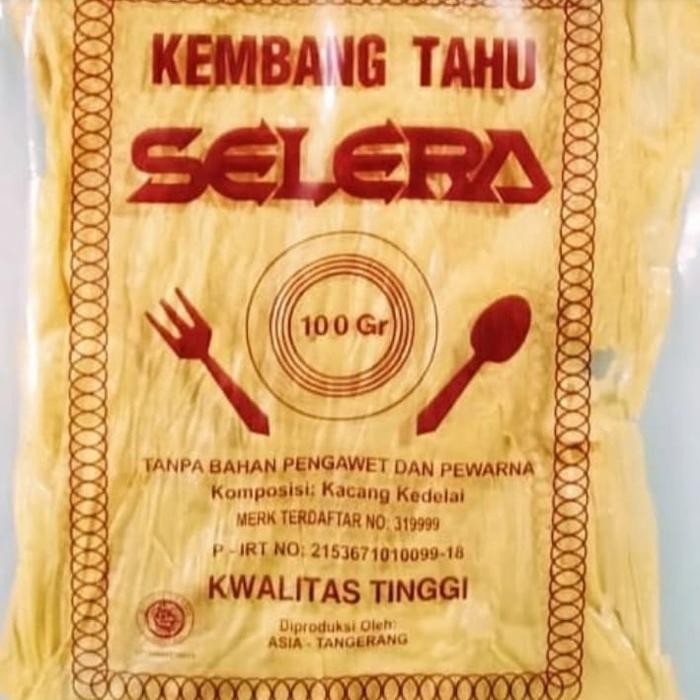 KEMBANG TAHU
SELERA
100 Gr
TANPA BAHAN PENGAWET DAN PEWARNA
Komposisi: Kacang Kedelai
MERK TERDAFTAR NO: 319999
P - IRT NO: 2153671010099-18
KWALITAS TINGGI
Diproduksi Oleh:
ASIA - TANGERANG